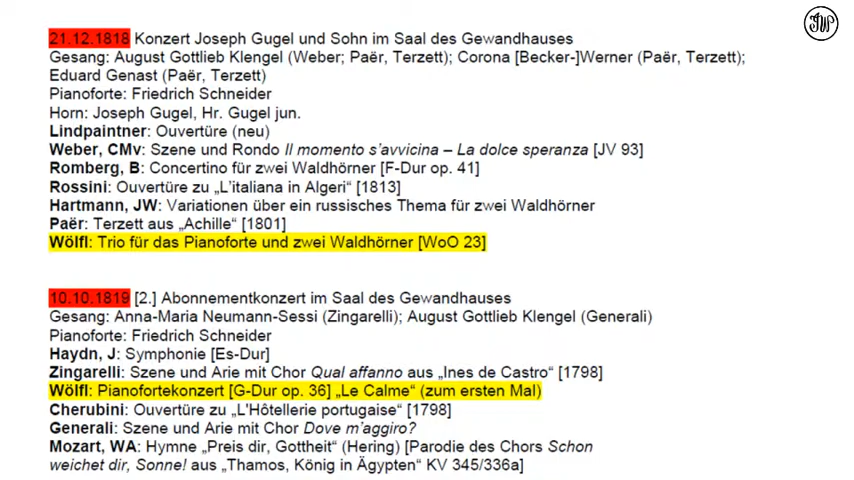 21.12.1818 Konzert Joseph Gugel und Sohn im Saal des Gewandhauses
Gesang: August Gottlieb Klengel (Weber; Paër, Terzett); Corona [Becker-]Werner (Paër, Terzett);
Eduard Genast (Paër, Terzett)
Pianoforte: Friedrich Schneider
Horn: Joseph Gugel, Hr. Gugel jun.
Lindpaintner: Ouvertüre (neu)
Weber, CMv: Szene und Rondo Il momento s’avvicina – La dolce speranza [JV 93]
Romberg, B: Concertino für zwei Waldhörner [F-Dur op. 41]
Rossini: Ouvertüre zu „L’italiana in Algeri“ [1813]
Hartmann, JW: Variationen über ein russisches Thema für zwei Waldhörner
Paër: Terzett aus „Achille“ [1801]
Wölfl: Trio für das Pianoforte und zwei Waldhörner [WoO 23]
10.10.1819 [2.] Abonnementkonzert im Saal des Gewandhauses
Gesang: Anna-Maria Neumann-Sessi (Zingarelli); August Gottlieb Klengel (Generali)
Pianoforte: Friedrich Schneider
Haydn, J: Symphonie [Es-Dur]
Zingarelli: Szene und Arie mit Chor Qual affanno aus „Ines de Castro“ [1798]
Wölfl: Pianofortekonzert [G-Dur op. 36] „Le Calme“ (zum ersten Mal)
Cherubini: Ouvertüre zu „L'Hôtellerie portugaise“ [1798]
Generali: Szene und Arie mit Chor Dove m’aggiro?
Mozart, WA: Hymne „Preis dir, Gottheit“ (Hering) [Parodie des Chors Schon
weichet dir, Sonne! aus „Thamos, König in Ägypten“ KV 345/336a]